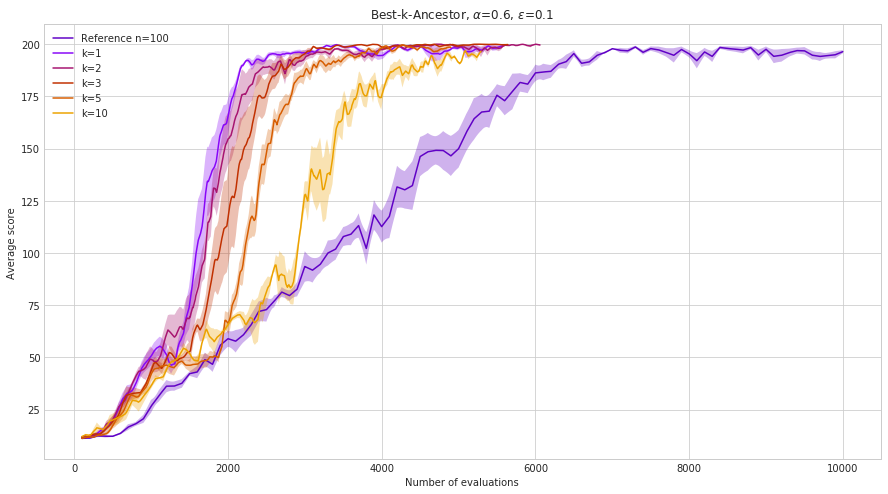 Best-k-Ancestor, α=0.6, ε=0.1
Reference n=100
k=1
k=2
k=3
k=5
k=10
200
175
150
125
100
75
50
25
Average score
0 2000 4000 6000 8000 10000
Number of evaluations